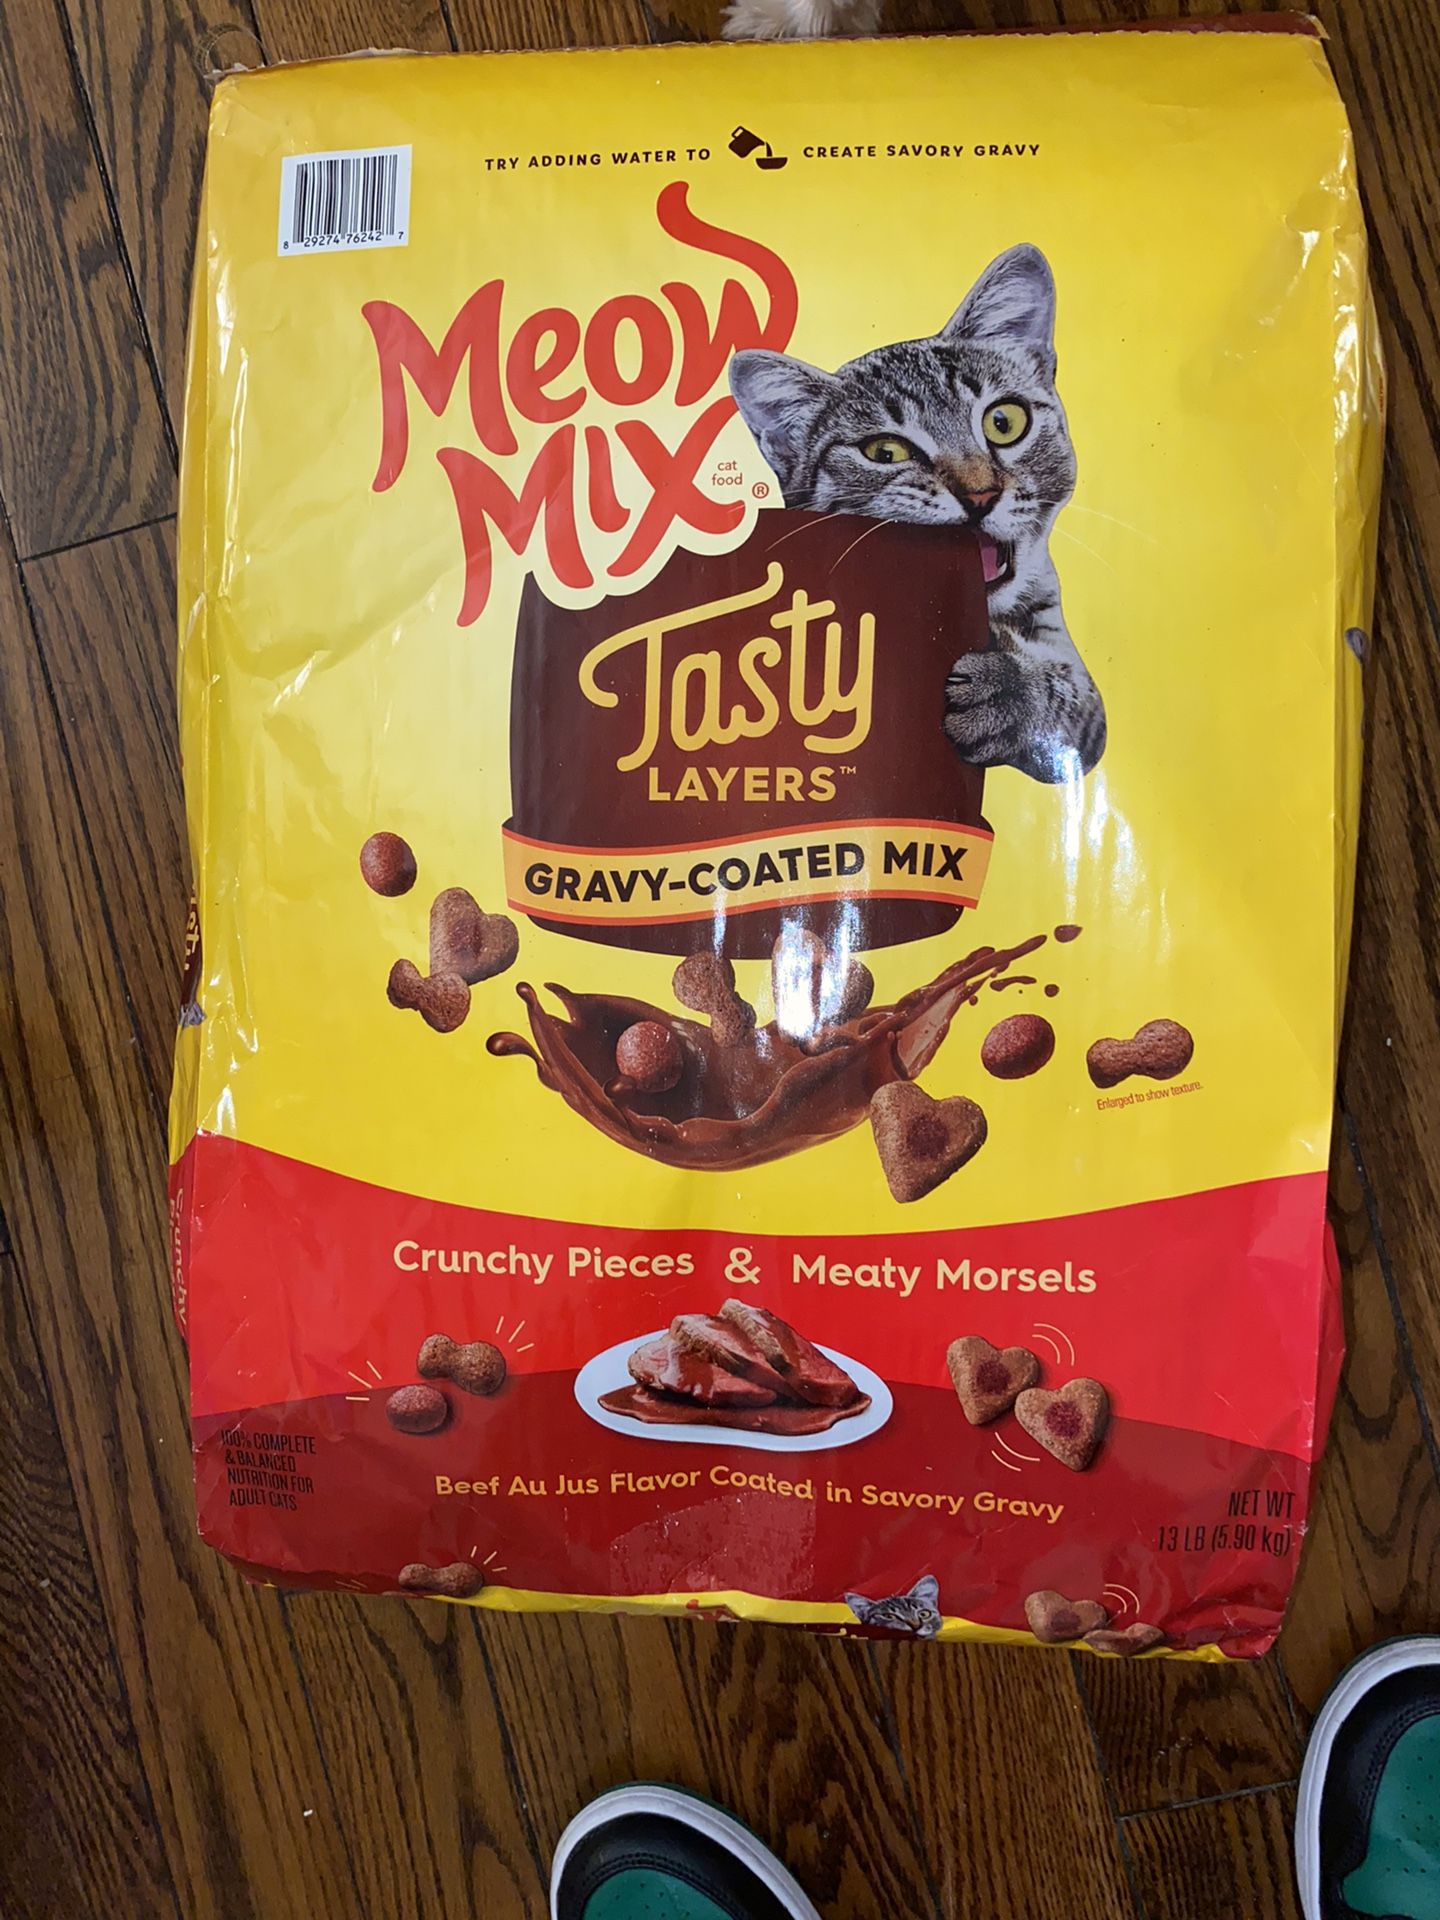 TRY ADDING WATER TO CREATE SAVORY GRAVY
8 29274 76242 7
Meow
Mix
cat
food ®
Tasty
LAYERS™
GRAVY-COATED MIX
Enlarged to show texture.
Crunchy Pieces & Meaty Morsels
100% COMPLETE
& BALANCED
NUTRITION FOR
ADULT CATS
Beef Au Jus Flavor Coated in Savory Gravy
NET WT
13 LB (5.90 kg)
Crunchy